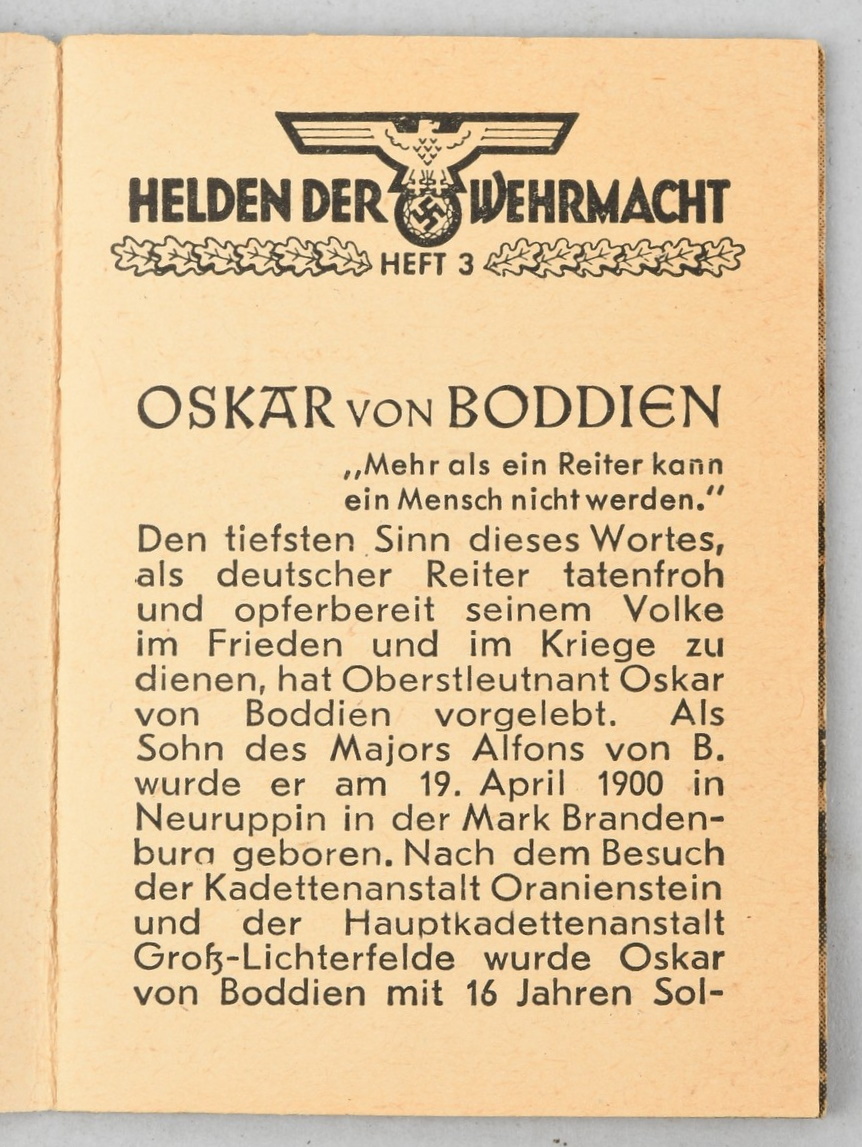 HELDEN DER WEHRMACHT
HEFT 3
OSKAR VON BODDIEN
„Mehr als ein Reiter kann
ein Mensch nicht werden.“
Den tiefsten Sinn dieses Wortes,
als deutscher Reiter tatenfroh
und opferbereit seinem Volke
im Frieden und im Kriege zu
dienen, hat Oberstleutnant Oskar
von Boddien vorgelebt. Als
Sohn des Majors Alfons von B.
wurde er am 19. April 1900 in
Neuruppin in der Mark Branden-
burg geboren. Nach dem Besuch
der Kadettenanstalt Oranienstein
und der Hauptkadettenanstalt
Groß-Lichterfelde wurde Oskar
von Boddien mit 16 Jahren Sol-